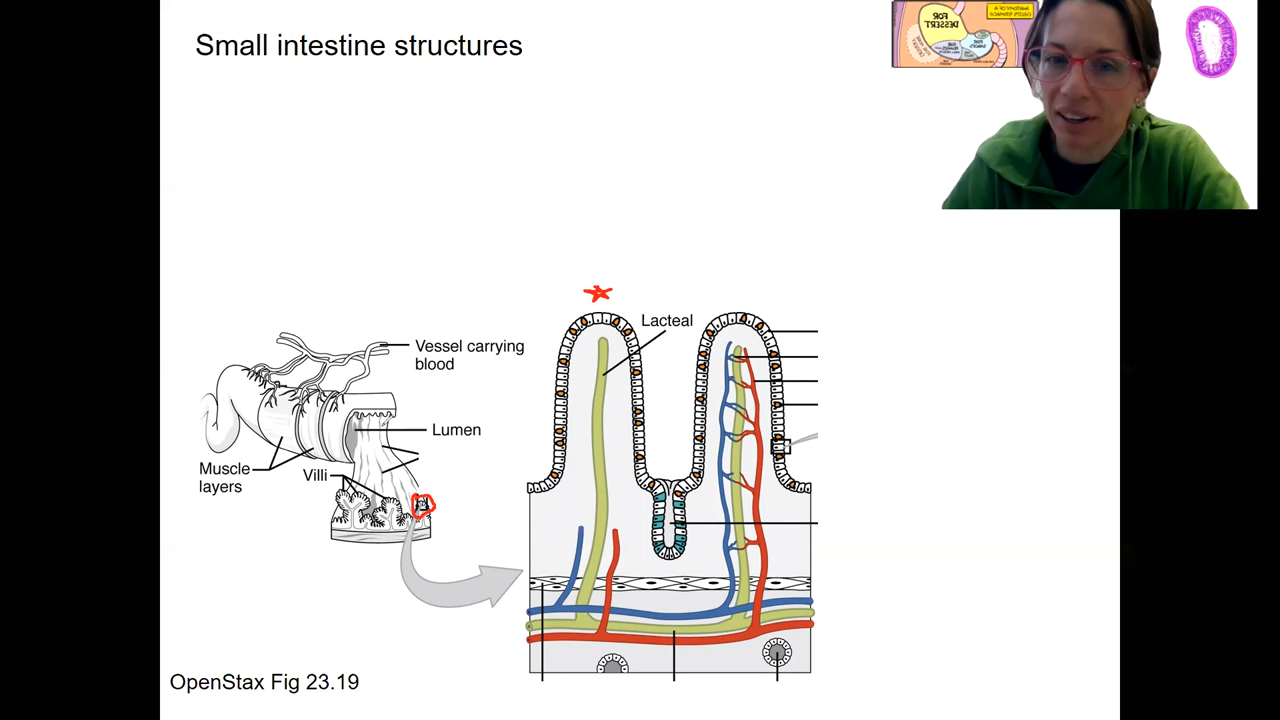 Small intestine structures
FOR
DESSERT
Lacteal
Vessel carrying
blood
Lumen
Muscle
layers
Villi
OpenStax Fig 23.19